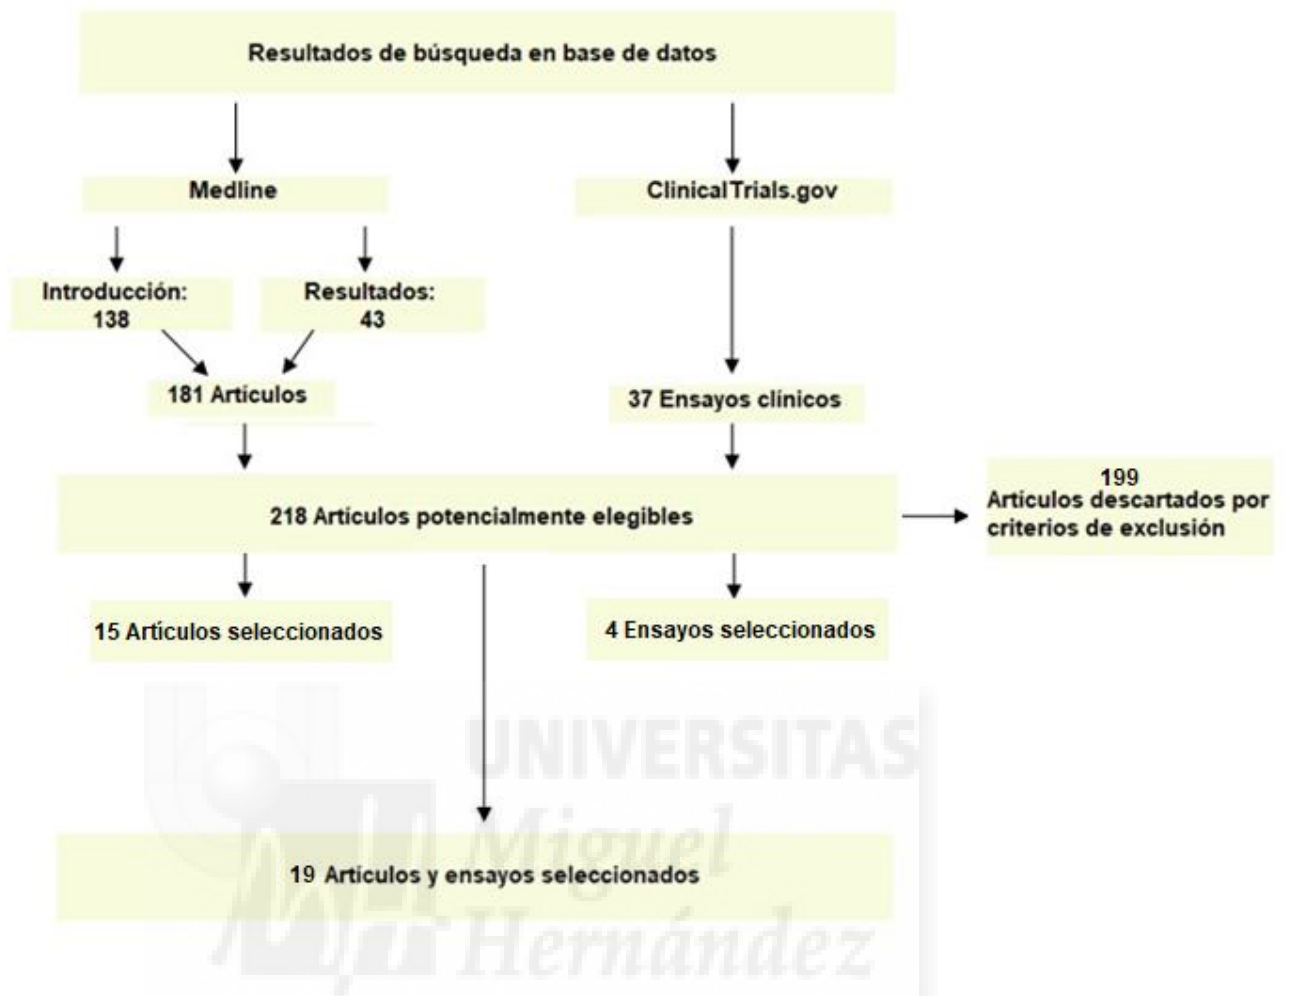 Resultados de búsqueda en base de datos
Medline
ClinicalTrials.gov
Introducción:
138
Resultados:
43
181 Artículos
37 Ensayos clínicos
218 Artículos potencialmente elegibles
199
Artículos descartados por
criterios de exclusión
15 Artículos seleccionados
4 Ensayos seleccionados
19 Artículos y ensayos seleccionados
UNIVERSITAS
Miguel
Hernández